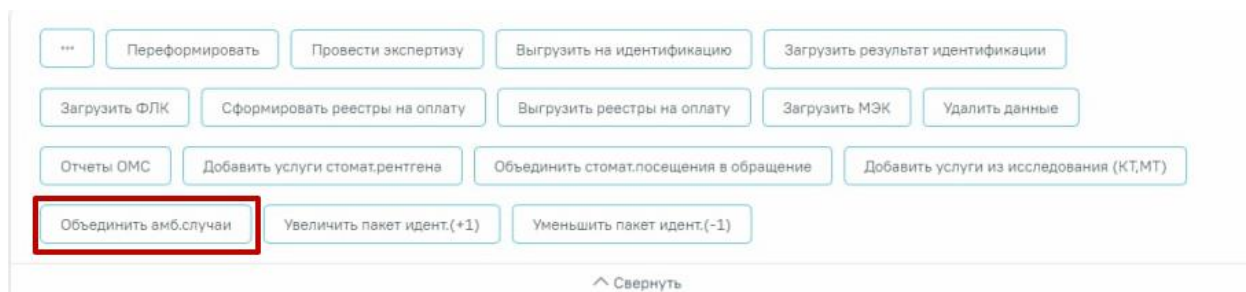 ... Переформировать Провести экспертизу Выгрузить на идентификацию Загрузить результат идентификации
Загрузить ФЛК Сформировать реестры на оплату Выгрузить реестры на оплату Загрузить МЭК Удалить данные
Отчеты ОМС Добавить услуги стомат.рентгена Объединить стомат.посещения в обращение Добавить услуги из исследования (КТ,МТ)
Объединить амб.случаи Увеличить пакет идент.(+1) Уменьшить пакет идент.(-1)
Свернуть